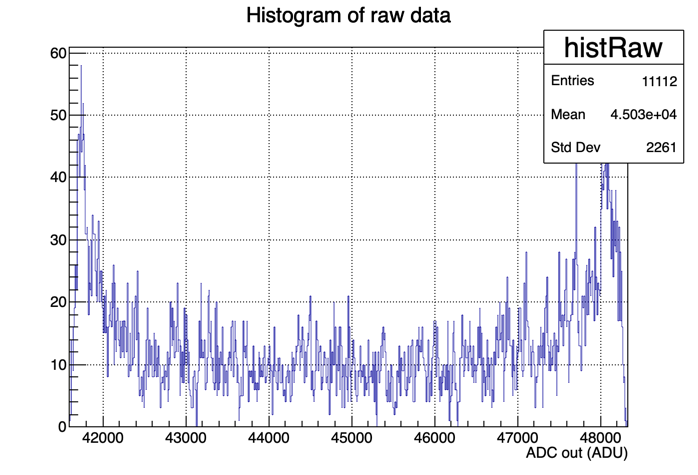 Histogram of raw data
histRaw
Entries 11112
Mean 4.503e+04
Std Dev 2261
60
50
40
30
20
10
0
42000 43000 44000 45000 46000 47000 48000
ADC out (ADU)